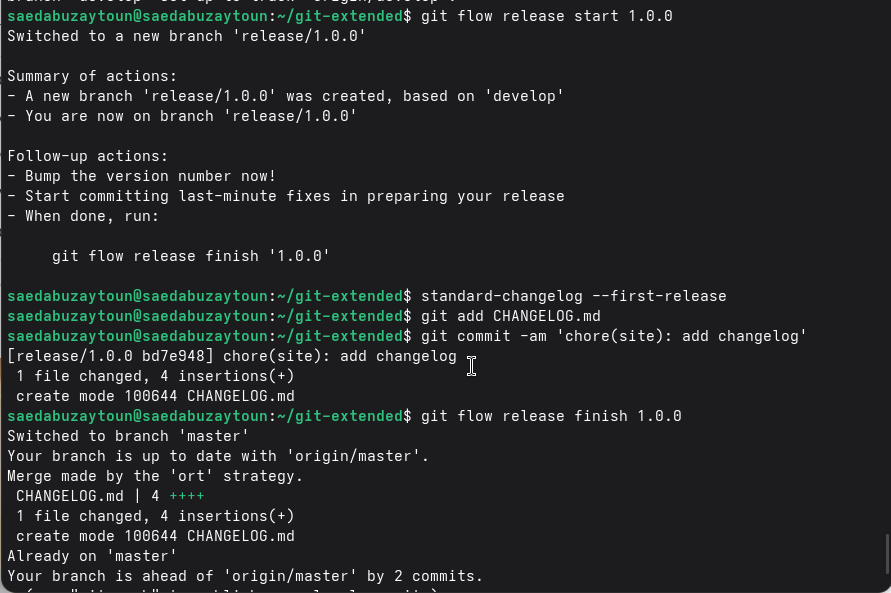 saedabuzaytoun@saedabuzaytoun:~/git-extended$ git flow release start 1.0.0
Switched to a new branch 'release/1.0.0'
Summary of actions:
- A new branch 'release/1.0.0' was created, based on 'develop'
- You are now on branch 'release/1.0.0'
Follow-up actions:
- Bump the version number now!
- Start committing last-minute fixes in preparing your release
- When done, run:
git flow release finish '1.0.0'
saedabuzaytoun@saedabuzaytoun:~/git-extended$ standard-changelog --first-release
saedabuzaytoun@saedabuzaytoun:~/git-extended$ git add CHANGELOG.md
saedabuzaytoun@saedabuzaytoun:~/git-extended$ git commit -am 'chore(site): add changelog'
[release/1.0.0 bd7e948] chore(site): add changelog
1 file changed, 4 insertions(+)
create mode 100644 CHANGELOG.md
saedabuzaytoun@saedabuzaytoun:~/git-extended$ git flow release finish 1.0.0
Switched to branch 'master'
Your branch is up to date with 'origin/master'.
Merge made by the 'ort' strategy.
CHANGELOG.md | 4 ++++
1 file changed, 4 insertions(+)
create mode 100644 CHANGELOG.md
Already on 'master'
Your branch is ahead of 'origin/master' by 2 commits.